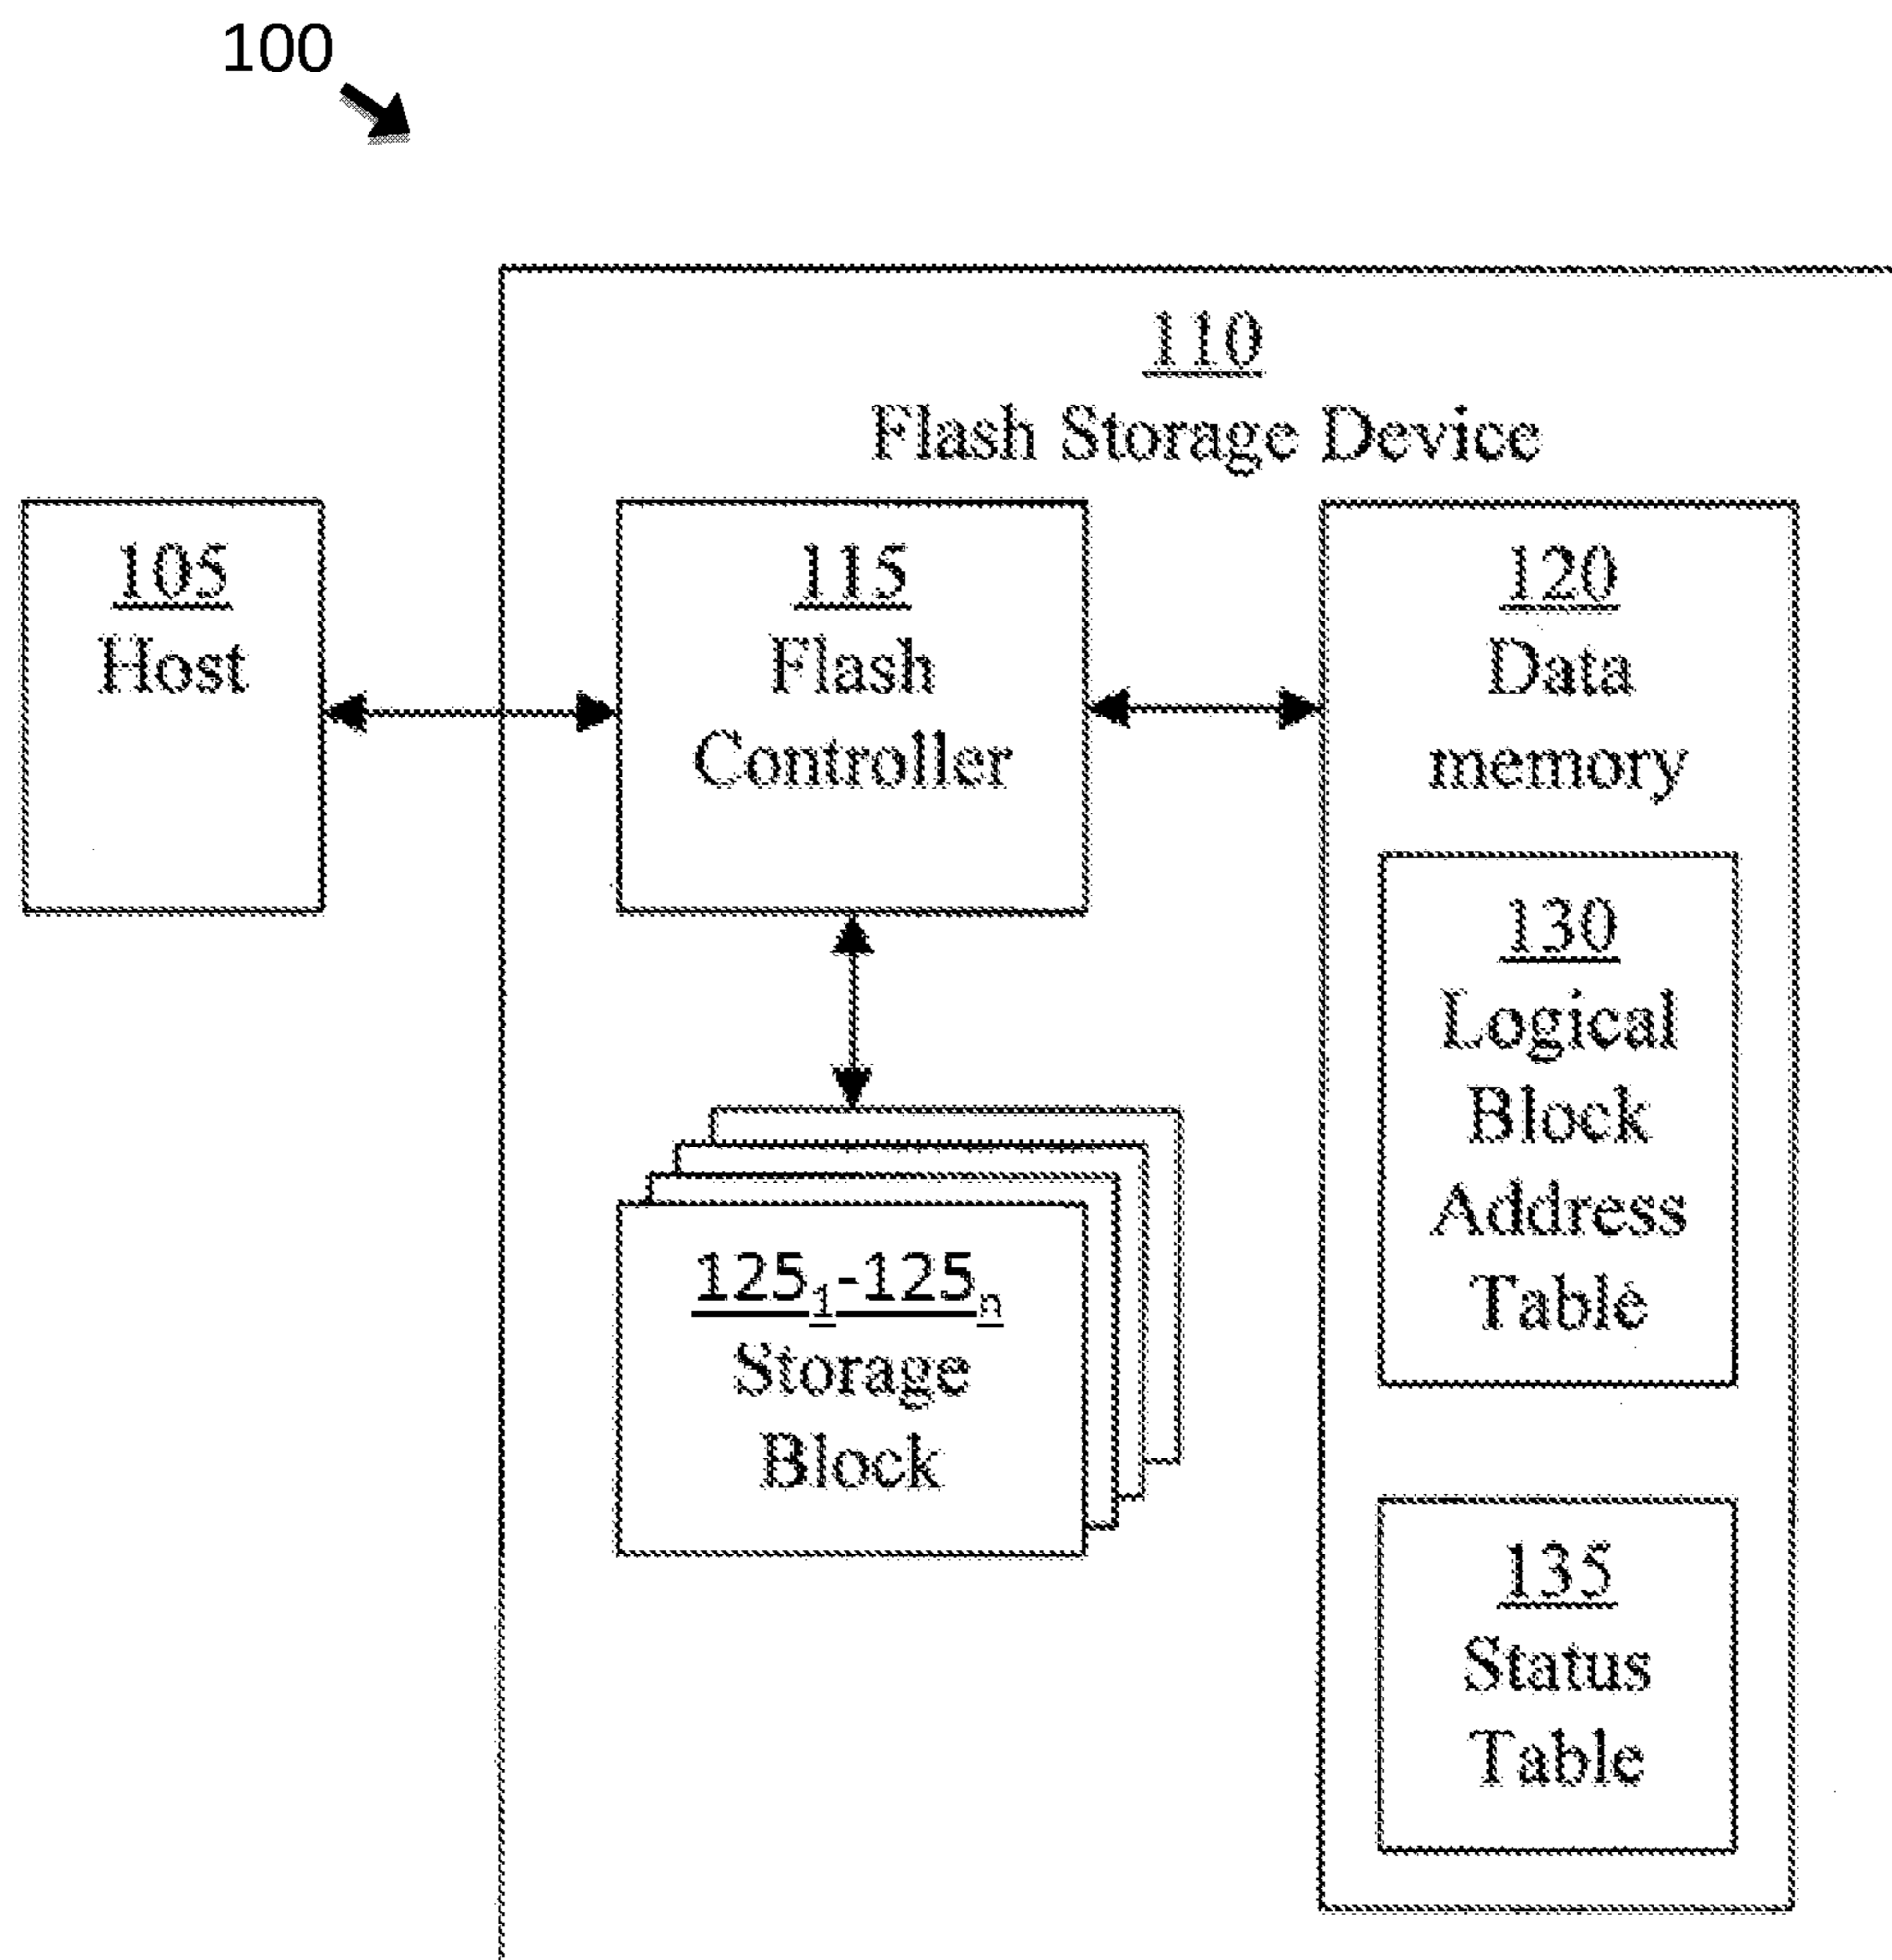 100
110
Flash Storage Device
105
Host
115
Flash
Controller
120
Data
memory
130
Logical
Block
Address
Table
125₁-125ₙ
Storage
Block
135
Status
Table